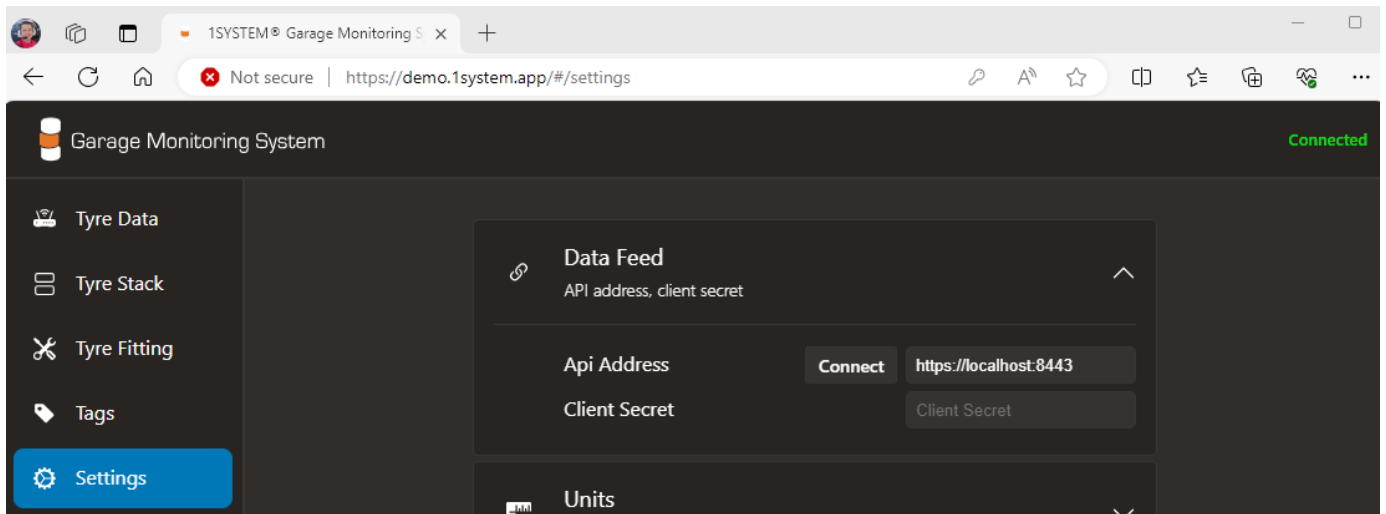 1SYSTEM® Garage Monitoring S
Not secure https://demo.1system.app/#/settings
Garage Monitoring System
Connected
Tyre Data
Tyre Stack
Tyre Fitting
Tags
Settings
Data Feed
API address, client secret
Api Address Connect https://localhost:8443
Client Secret Client Secret
Units